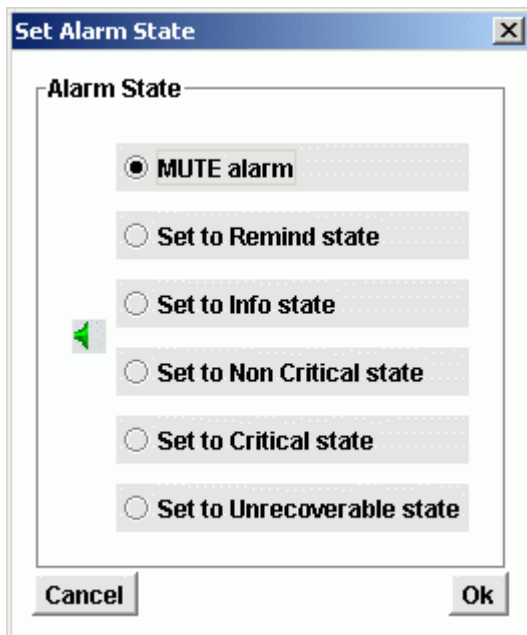 Set Alarm State
Alarm State
MUTE alarm
Set to Remind state
Set to Info state
Set to Non Critical state
Set to Critical state
Set to Unrecoverable state
Cancel Ok